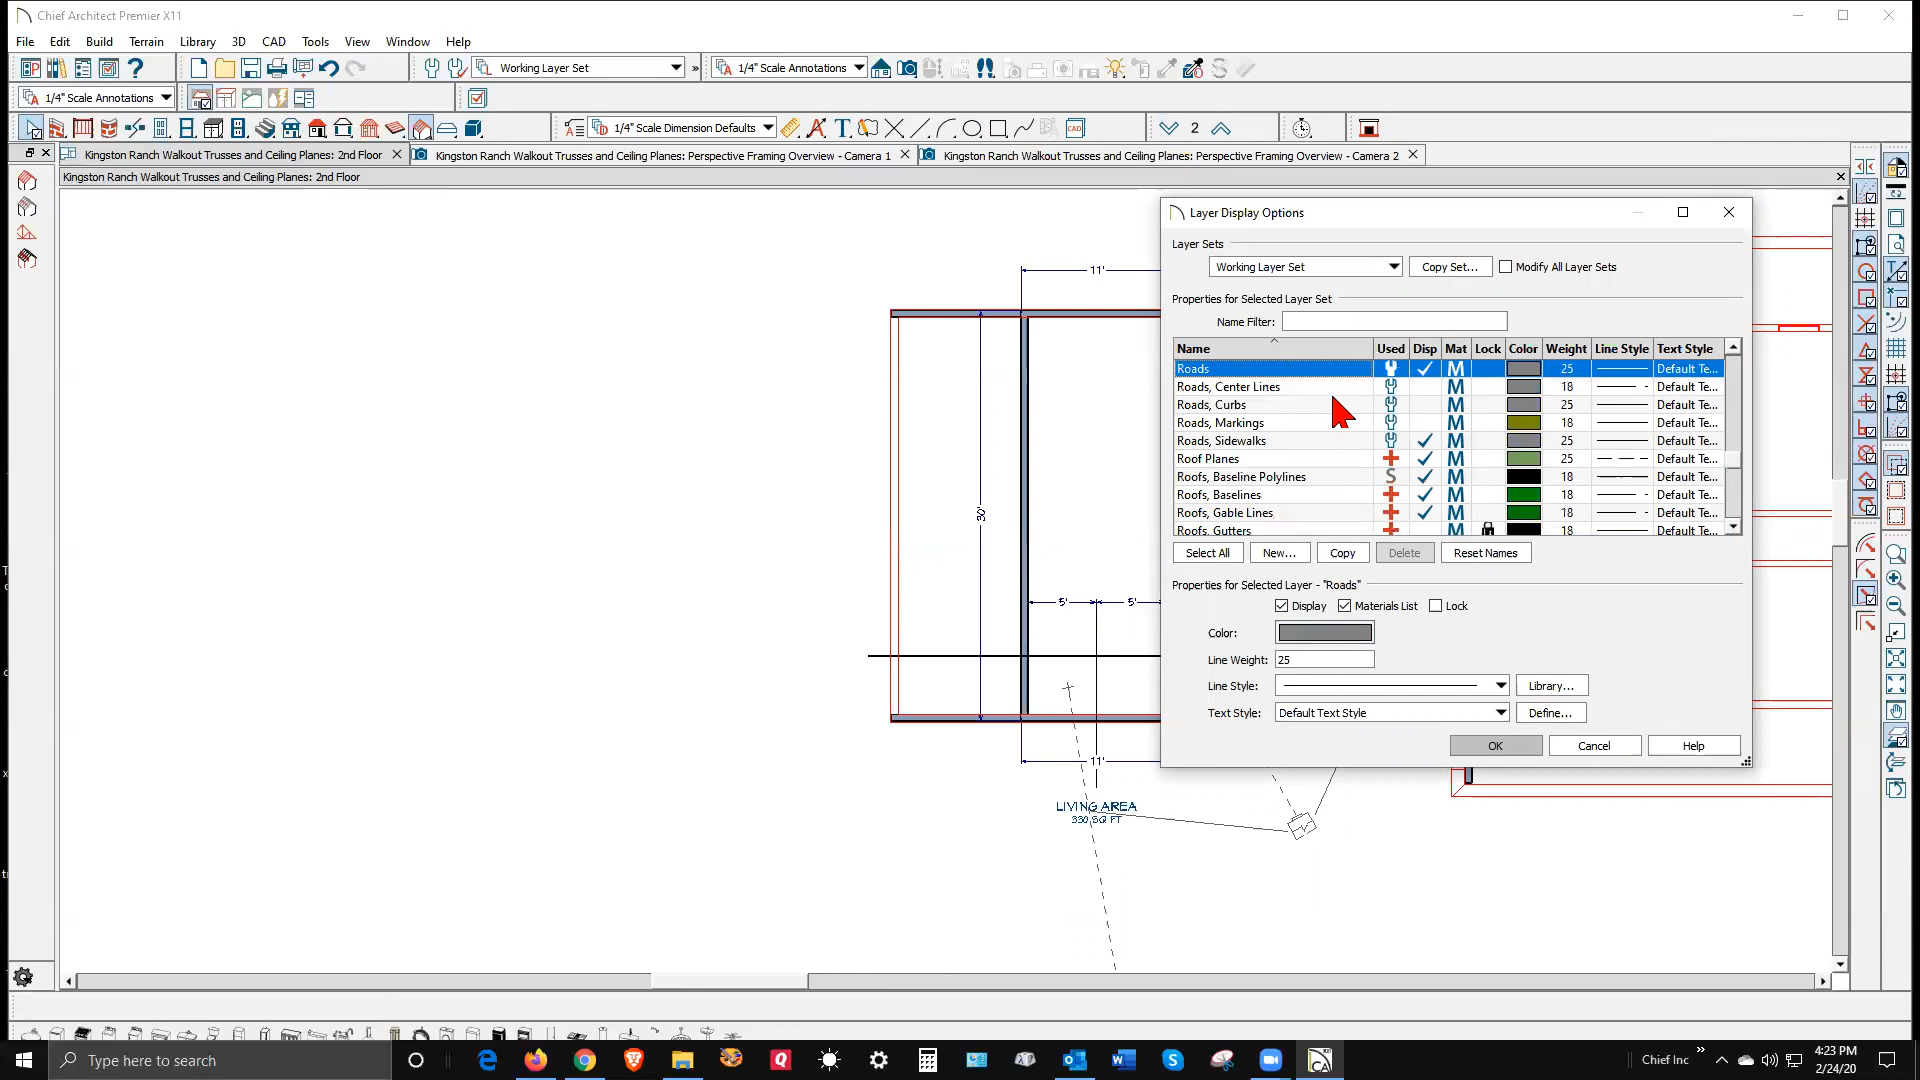 Chief Architect Premier X11
File Edit Build Terrain Library 3D CAD Tools View Window Help
Working Layer Set » 1/4" Scale Annotations
1/4" Scale Annotations
1/4" Scale Dimension Defaults 2
Kingston Ranch Walkout Trusses and Ceiling Planes: 2nd Floor
Kingston Ranch Walkout Trusses and Ceiling Planes: Perspective Framing Overview - Camera 1
Kingston Ranch Walkout Trusses and Ceiling Planes: Perspective Framing Overview - Camera 2
Kingston Ranch Walkout Trusses and Ceiling Planes: 2nd Floor
11'
30'
5' 5'
11'
LIVING AREA
330 SQ FT
Layer Display Options
Layer Sets
Working Layer Set Copy Set... Modify All Layer Sets
Properties for Selected Layer Set
Name Filter:
Name Used Disp Mat Lock Color Weight Line Style Text Style
Roads M 25 Default Te...
Roads, Center Lines M 18 Default Te...
Roads, Curbs M 25 Default Te...
Roads, Markings M 18 Default Te...
Roads, Sidewalks M 25 Default Te...
Roof Planes M 25 Default Te...
Roofs, Baseline Polylines S M 18 Default Te...
Roofs, Baselines M 18 Default Te...
Roofs, Gable Lines M 18 Default Te...
Roofs, Gutters M 18 Default Te...
Select All New... Copy Delete Reset Names
Properties for Selected Layer - "Roads"
Display Materials List Lock
Color:
Line Weight: 25
Line Style: Library...
Text Style: Default Text Style Define...
OK Cancel Help
Type here to search
Chief Inc »
4:23 PM
2/24/20